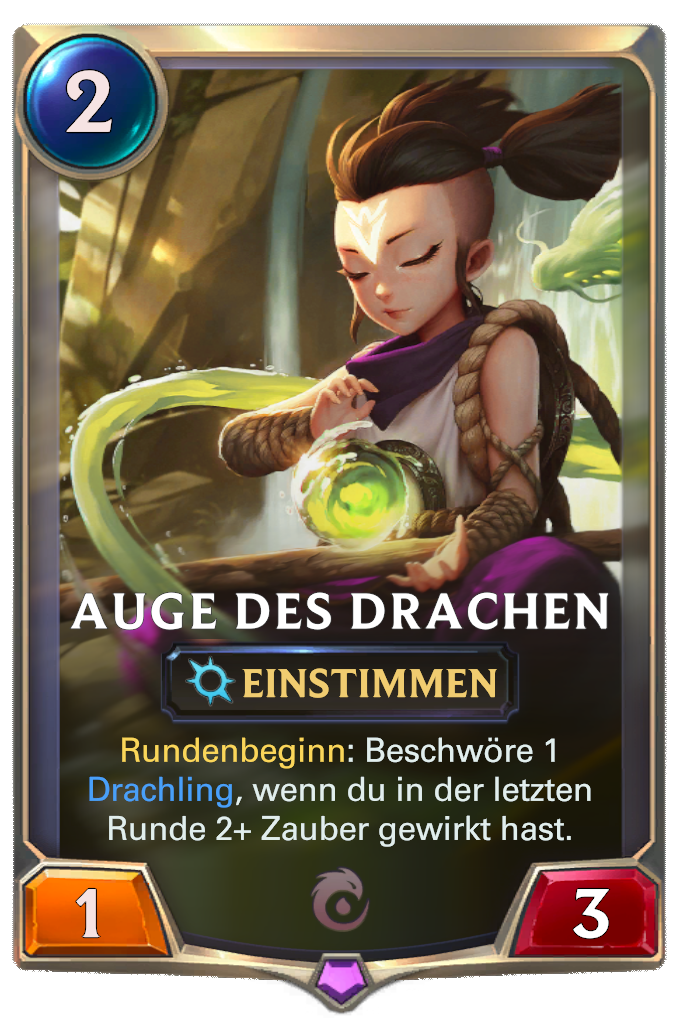 2
AUGE DES DRACHEN
EINSTIMMEN
Rundenbeginn: Beschwöre 1
Drachling, wenn du in der letzten
Runde 2+ Zauber gewirkt hast.
1
3